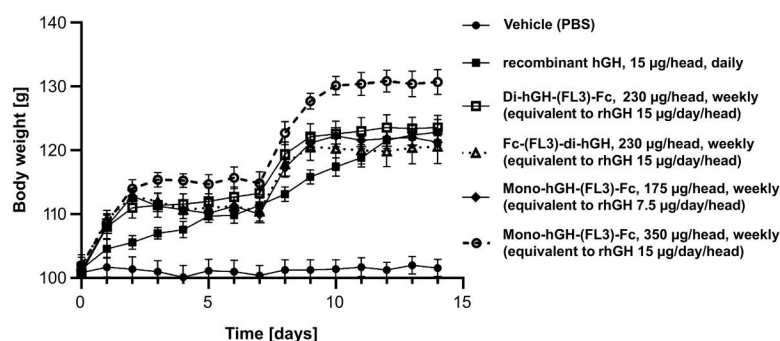 Body weight [g]
140
130
120
110
100
0
5
10
15
Time [days]
Vehicle (PBS)
recombinant hGH, 15 µg/head, daily
Di-hGH-(FL3)-Fc, 230 µg/head, weekly
(equivalent to rhGH 15 µg/day/head)
Fc-(FL3)-di-hGH, 230 µg/head, weekly
(equivalent to rhGH 15 µg/day/head)
Mono-hGH-(FL3)-Fc, 175 µg/head, weekly
(equivalent to rhGH 7.5 µg/day/head)
Mono-hGH-(FL3)-Fc, 350 µg/head, weekly
(equivalent to rhGH 15 µg/day/head)